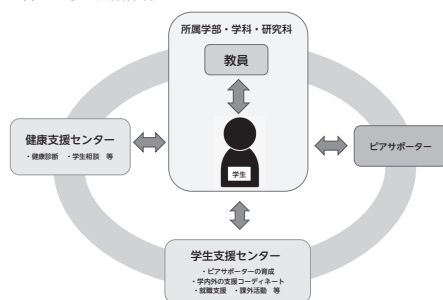 所属学部・学科・研究科
教員
学生
健康支援センター
・健康診断 ・学生相談 等
ピアサポーター
学生支援センター
・ピアサポーターの育成
・学内外の支援コーディネート
・就職支援 ・課外活動 等